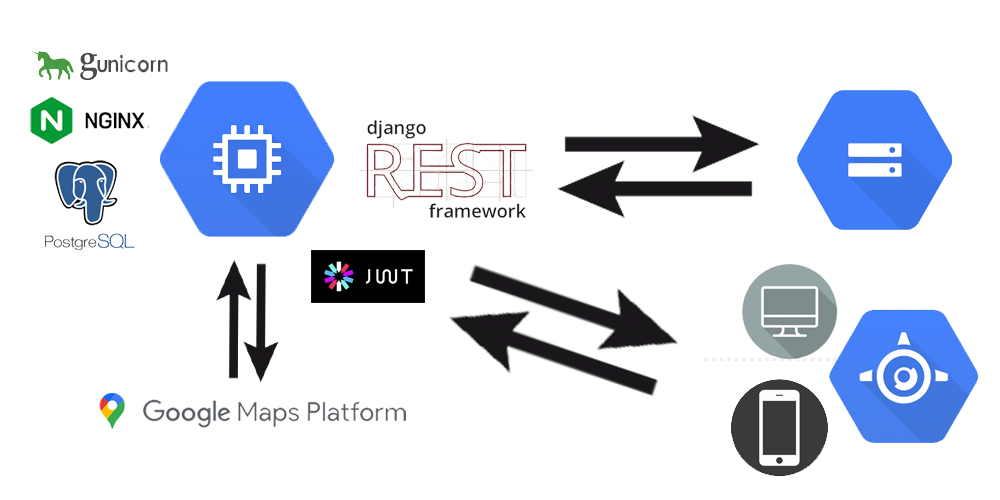 gunicorn
NGINX
PostgreSQL
django
REST
framework
JWT
Google Maps Platform